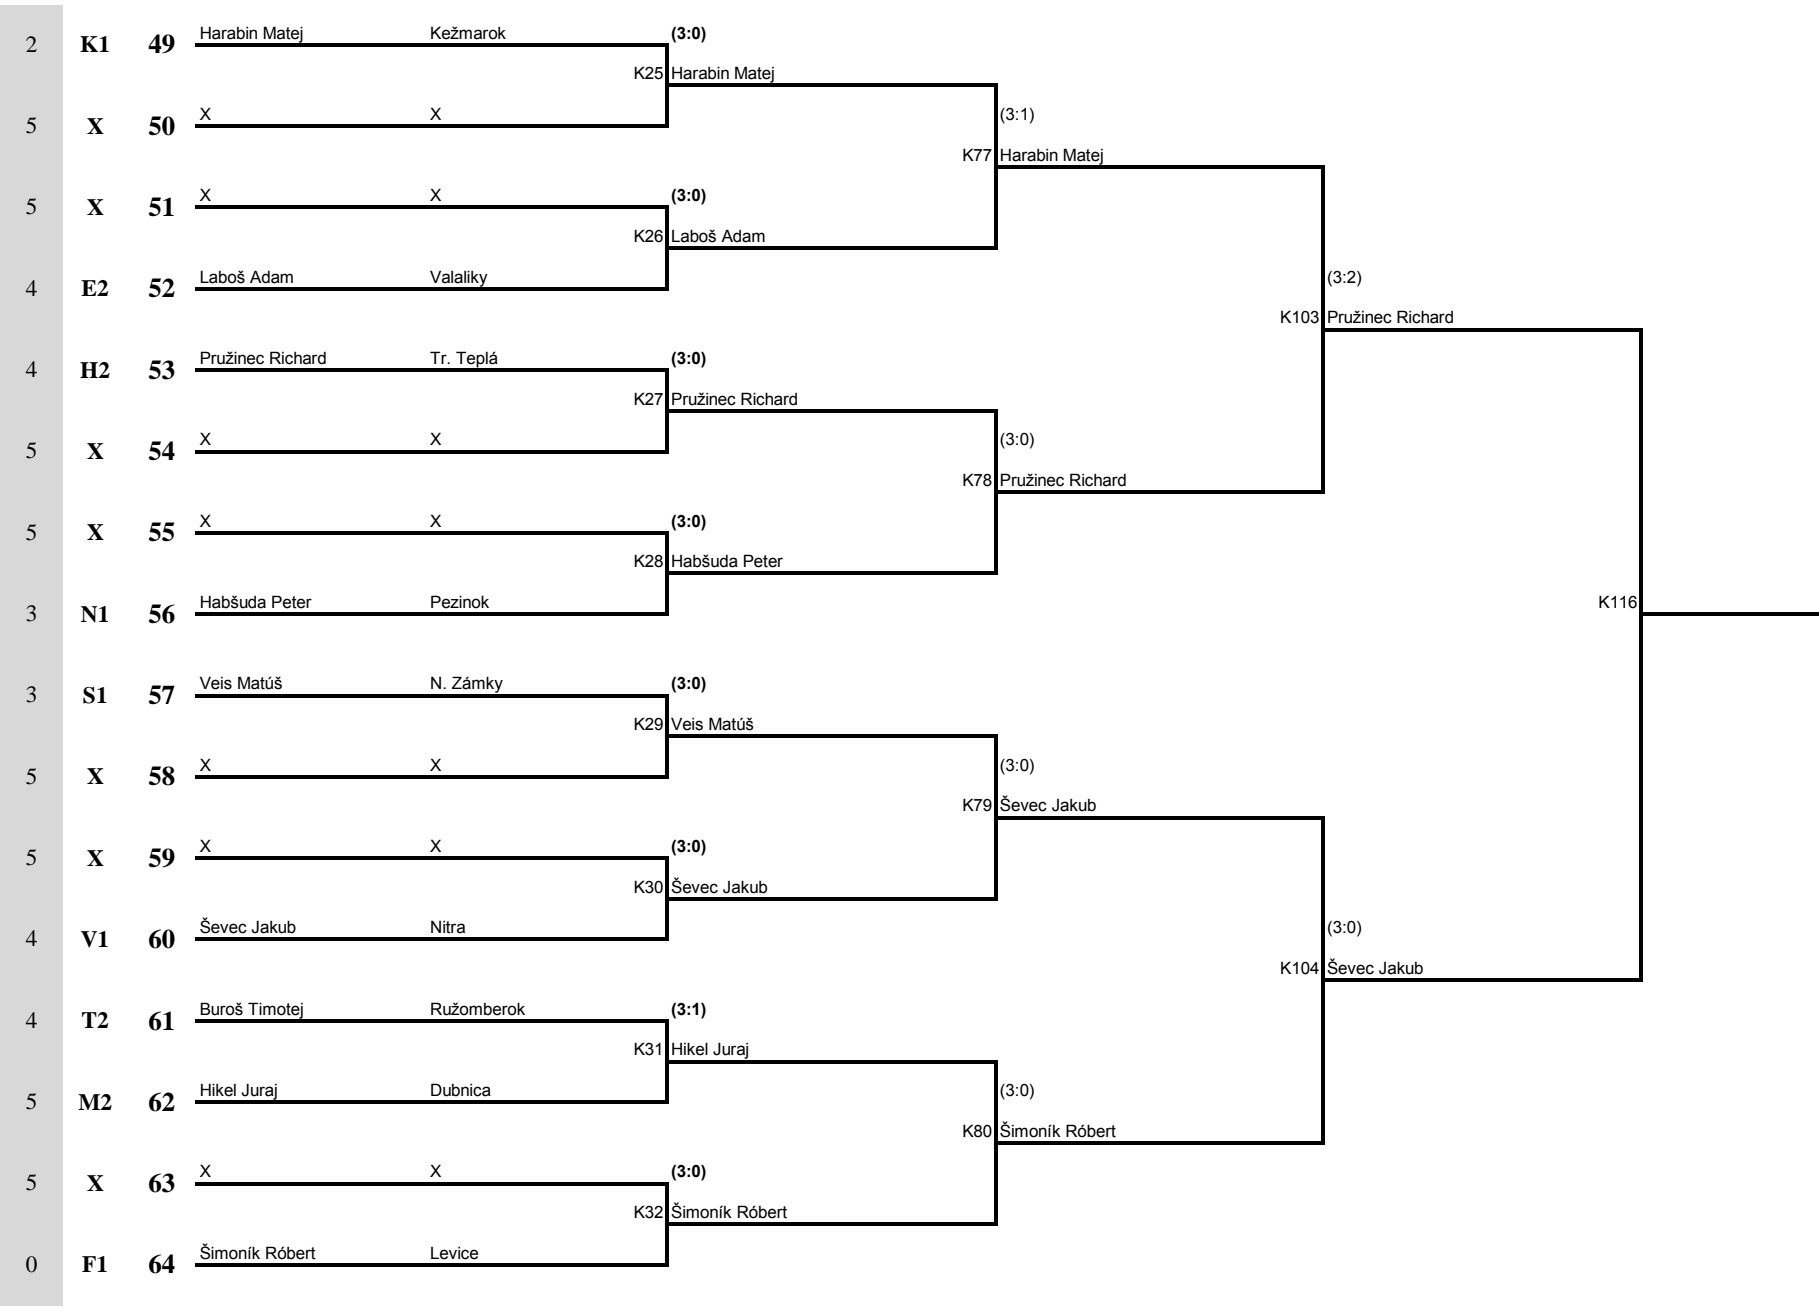 2 K1 49 Harabin Matej Kežmarok (3:0)
K25 Harabin Matej
5 X 50 X X (3:1)
K77 Harabin Matej
5 X 51 X X (3:0)
K26 Laboš Adam
4 E2 52 Laboš Adam Valaliky (3:2)
K103 Pružinec Richard
4 H2 53 Pružinec Richard Tr. Teplá (3:0)
K27 Pružinec Richard
5 X 54 X X (3:0)
K78 Pružinec Richard
5 X 55 X X (3:0)
K28 Habšuda Peter
3 N1 56 Habšuda Peter Pezinok K116
3 S1 57 Veis Matúš N. Zámky (3:0)
K29 Veis Matúš
5 X 58 X X (3:0)
K79 Ševec Jakub
5 X 59 X X (3:0)
K30 Ševec Jakub
4 V1 60 Ševec Jakub Nitra (3:0)
K104 Ševec Jakub
4 T2 61 Buroš Timotej Ružomberok (3:1)
K31 Hikel Juraj
5 M2 62 Hikel Juraj Dubnica (3:0)
K80 Šimoník Róbert
5 X 63 X X (3:0)
K32 Šimoník Róbert
0 F1 64 Šimoník Róbert Levice